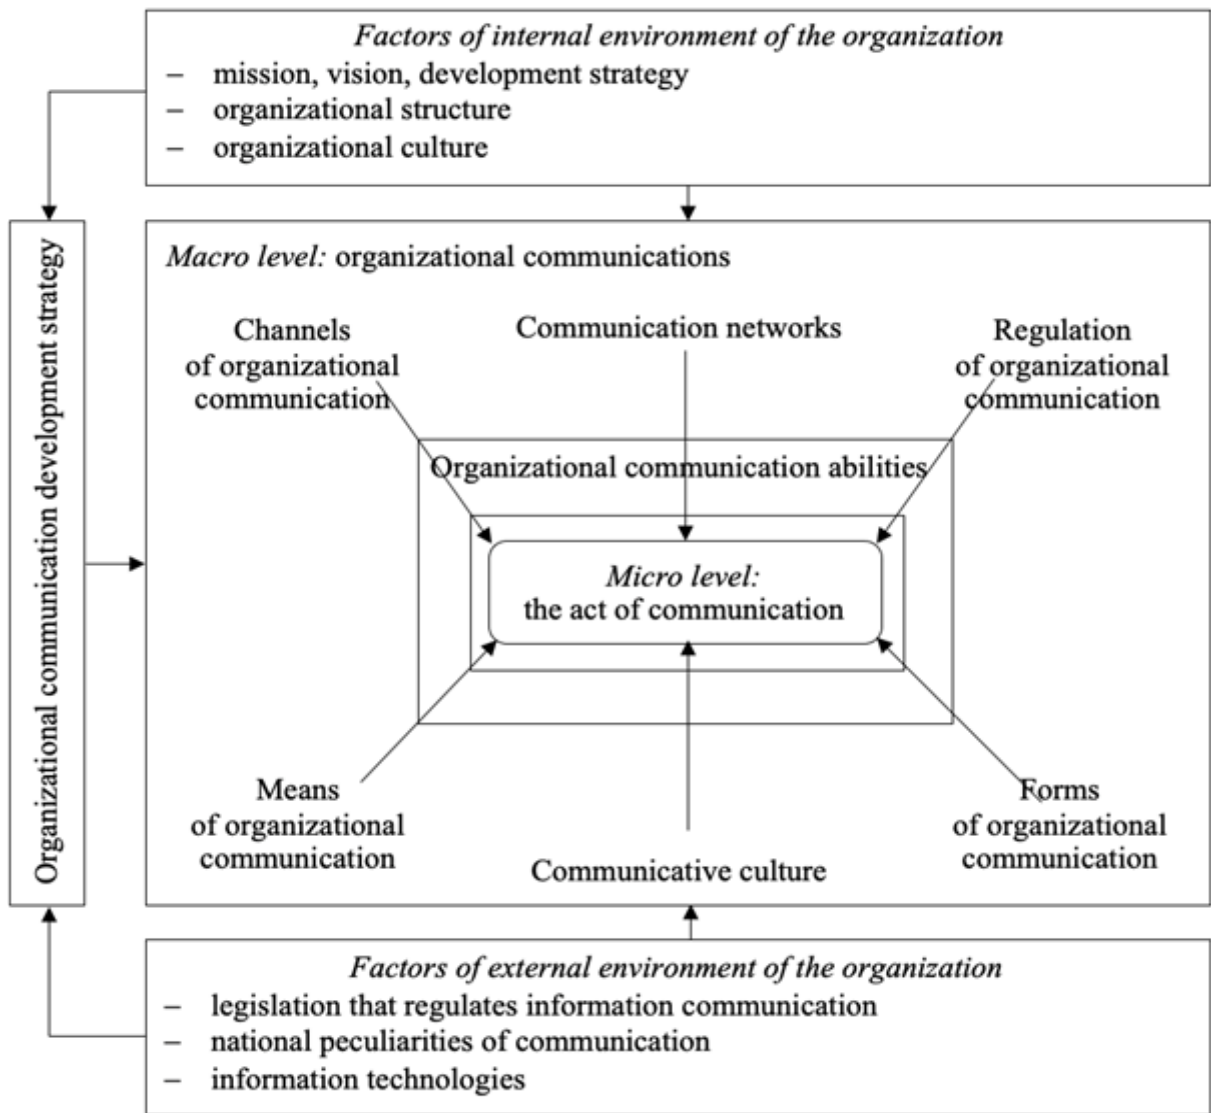 Factors of internal environment of the organization
– mission, vision, development strategy
– organizational structure
– organizational culture
Organizational communication development strategy
Macro level: organizational communications
Channels
of organizational
communication
Communication networks
Regulation
of organizational
communication
Organizational communication abilities
Micro level:
the act of communication
Means
of organizational
communication
Communicative culture
Forms
of organizational
communication
Factors of external environment of the organization
– legislation that regulates information communication
– national peculiarities of communication
– information technologies